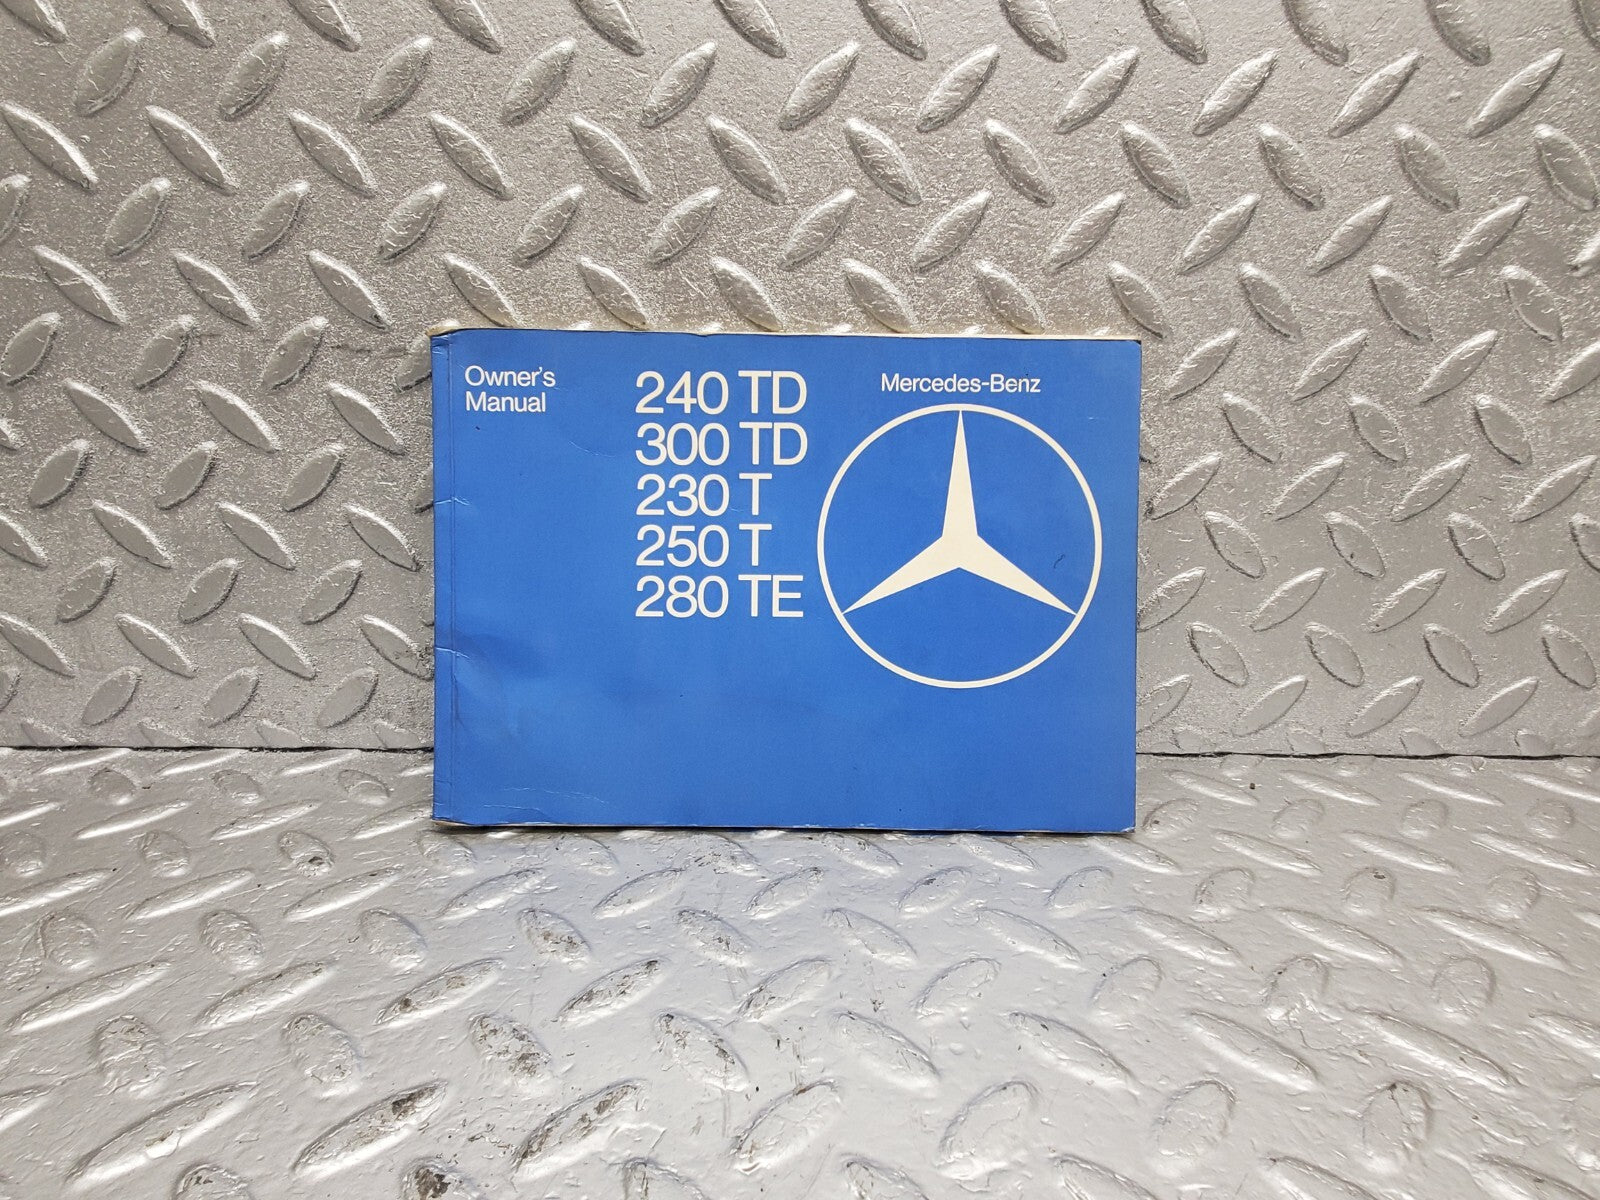 Owner's
Manual
240 TD
300 TD
230 T
250 T
280 TE
Mercedes-Benz